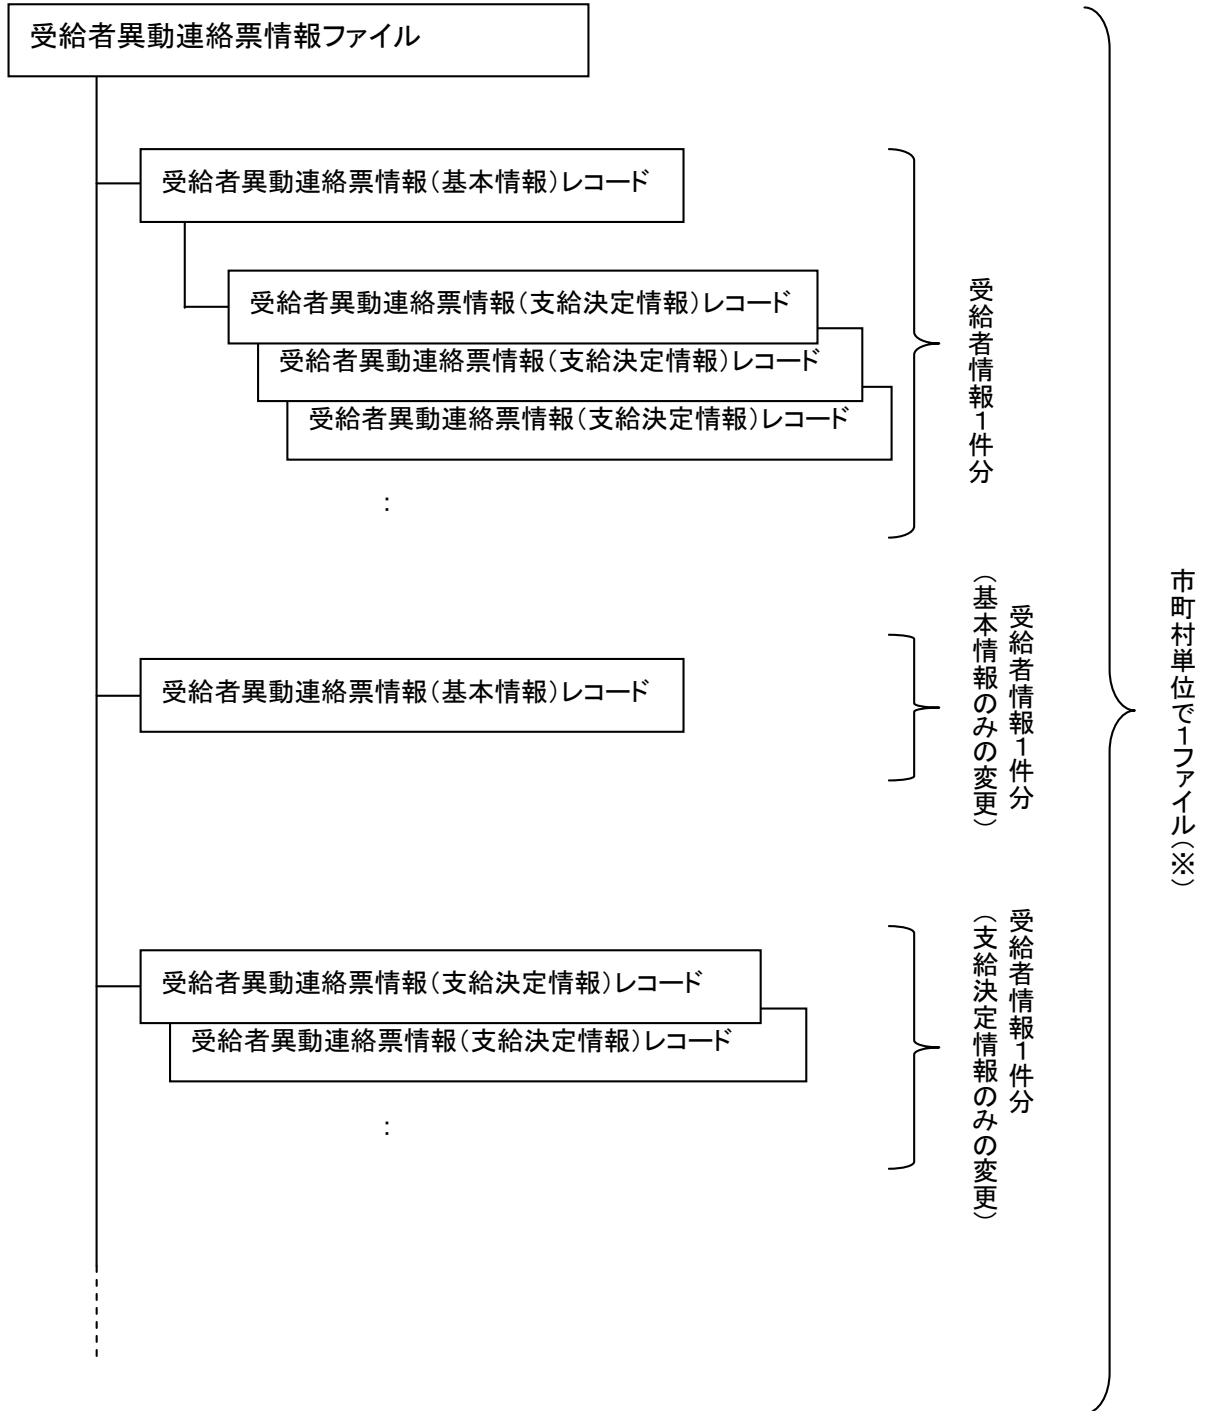 受給者異動連絡票情報ファイル
受給者異動連絡票情報（基本情報）レコード
受給者異動連絡票情報（支給決定情報）レコード
受給者異動連絡票情報（支給決定情報）レコード
受給者異動連絡票情報（支給決定情報）レコード
：
受給者情報１件分
受給者異動連絡票情報（基本情報）レコード
受給者情報１件分
（基本情報のみの変更）
受給者異動連絡票情報（支給決定情報）レコード
受給者異動連絡票情報（支給決定情報）レコード
：
受給者情報１件分
（支給決定情報のみの変更）
市町村単位で１ファイル（※）